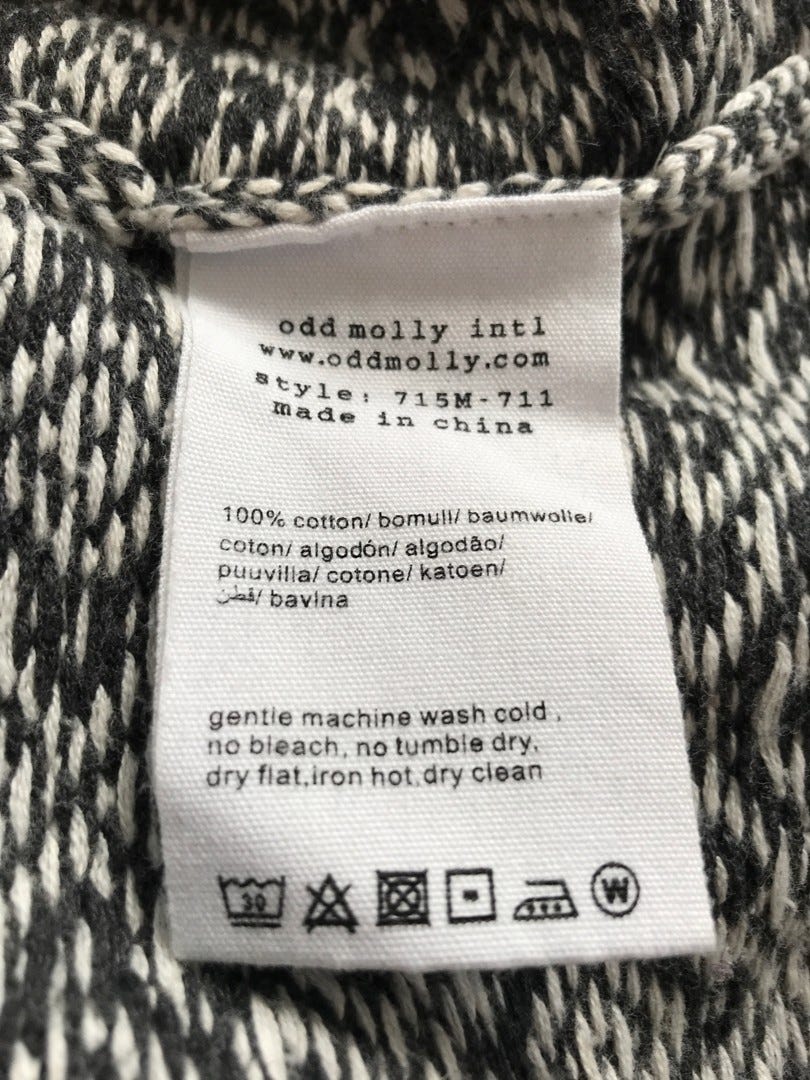 odd molly intl
www.oddmolly.com
style: 715M-711
made in china
100% cotton/ bomull/ baumwolle/
coton/ algodón/ algodão/
puuvilla/ cotone/ katoen/
قطن/ bavlna
gentle machine wash cold ,
no bleach, no tumble dry,
dry flat,iron hot,dry clean
30 W